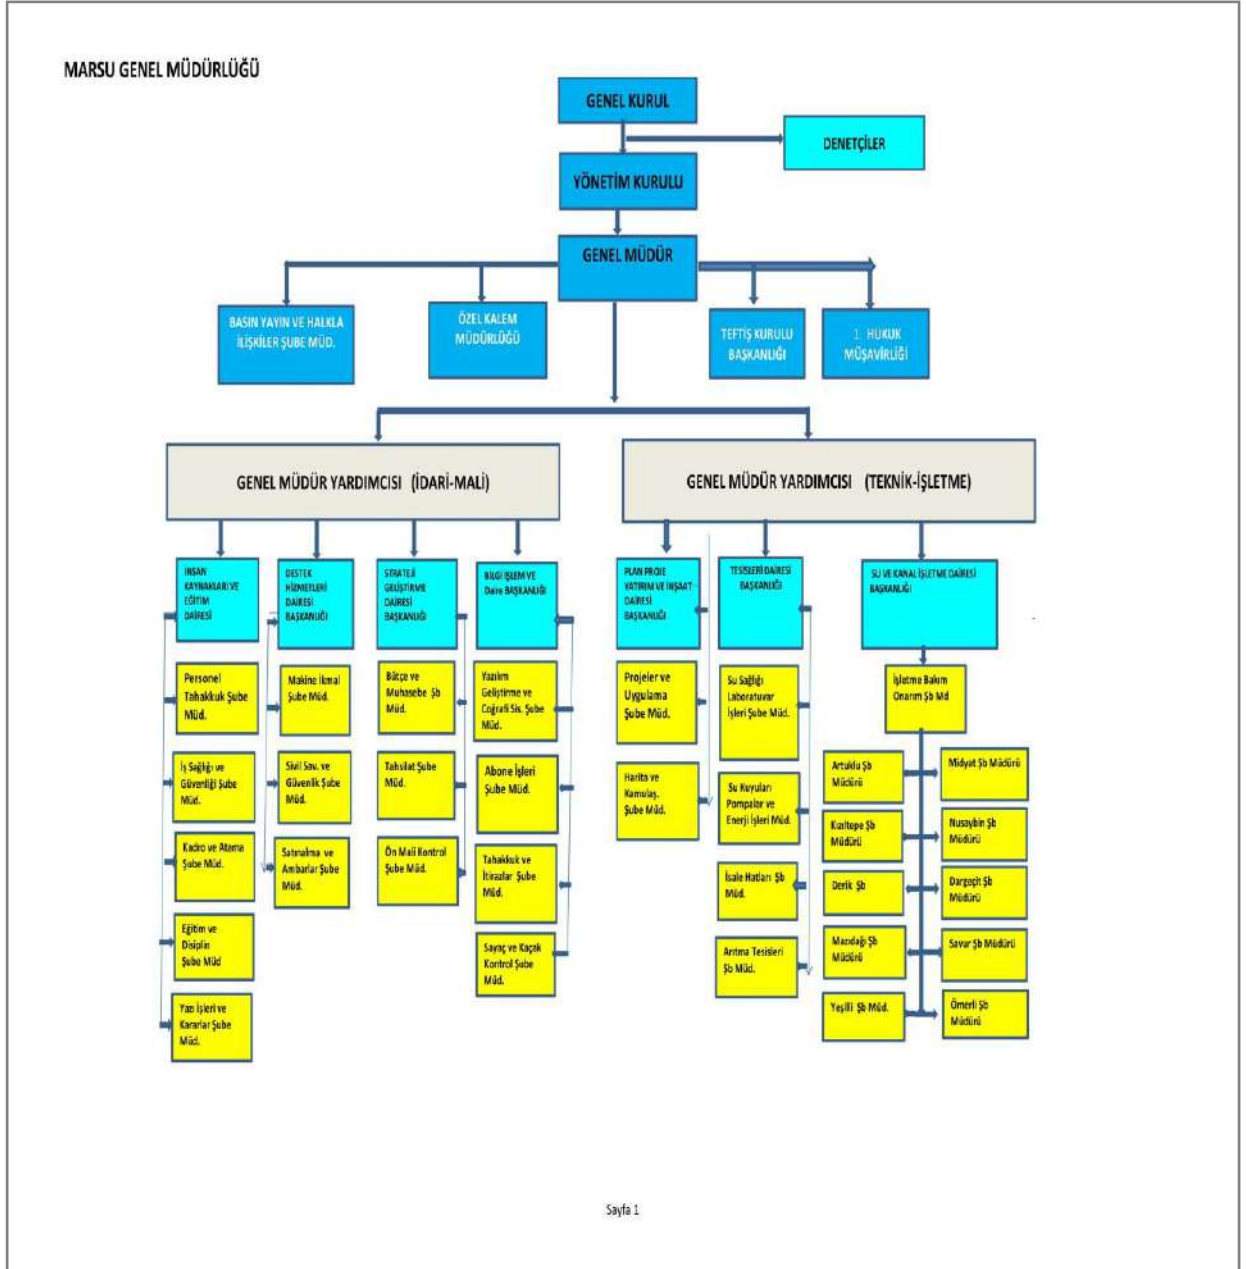 MARSU GENEL MÜDÜRLÜĞÜ
GENEL KURUL
DENETÇİLER
YÖNETİM KURULU
GENEL MÜDÜR
BASIN YAYIN VE HALKLA
İLİŞKİLER ŞUBE MÜD.
ÖZEL KALEM
MÜDÜRLÜĞÜ
TEFTİŞ KURULU
BAŞKANLIĞI
1. HUKUK
MÜŞAVİRLİĞİ
GENEL MÜDÜR YARDIMCISI (İDARİ-MALİ)
GENEL MÜDÜR YARDIMCISI (TEKNİK-İŞLETME)
İNSAN
KAYNAKLARI VE
EĞİTİM
DAİRESİ
DESTEK
HİZMETLERİ
DAİRESİ
BAŞKANLIĞI
STRATEJİ
GELİŞTİRME
DAİRESİ
BAŞKANLIĞI
BİLGİ İŞLEM VE
Daire BAŞKANLIĞI
PLAN PROJE
YATIRIM VE İNŞAAT
DAİRESİ
BAŞKANLIĞI
TESİSLERİ DAİRESİ
BAŞKANLIĞI
SU VE KANAL İŞLETME DAİRESİ
BAŞKANLIĞI
Personel
Tahakkuk Şube
Müd.
İş Sağlığı ve
Güvenliği Şube
Müd.
Kadro ve Atama
Şube Müd.
Eğitim ve
Disiplin
Şube Müd
Yazı İşleri ve
Kararlar Şube
Müd.
Makine İkmal
Şube Müd.
Sivil Sav. ve
Güvenlik Şube
Müd.
Satınalma ve
Ambarlar Şube
Müd.
Bütçe ve
Muhasebe Şb
Müd.
Tahsilat Şube
Müd.
Ön Mali Kontrol
Şube Müd.
Yazılım
Geliştirme ve
Coğrafi Sis. Şube
Müd.
Abone İşleri
Şube Müd.
Tahakkuk ve
İtirazlar Şube
Müd.
Sayaç ve Kaçak
Kontrol Şube
Müd.
Projeler ve
Uygulama
Şube Müd.
Harita ve
Kamulaş.
Şube Müd.
Su Sağlığı
Laboratuvar
İşleri Şube Müd.
Su Kuyuları
Pompalar ve
Enerji İşleri Müd.
İsale Hatları Şb
Müd.
Arıtma Tesisleri
Şb Müd.
İşletme Bakım
Onarım Şb Md
Artuklu Şb
Müdürü
Midyat Şb Müdürü
Kızıltepe Şb
Müdürü
Nusaybin Şb
Müdürü
Derik Şb
Dargeçit Şb
Müdürü
Mazıdağı Şb
Müdürü
Savur Şb Müdürü
Yeşilli Şb Müd.
Ömerli Şb
Müdürü
Sayfa 1